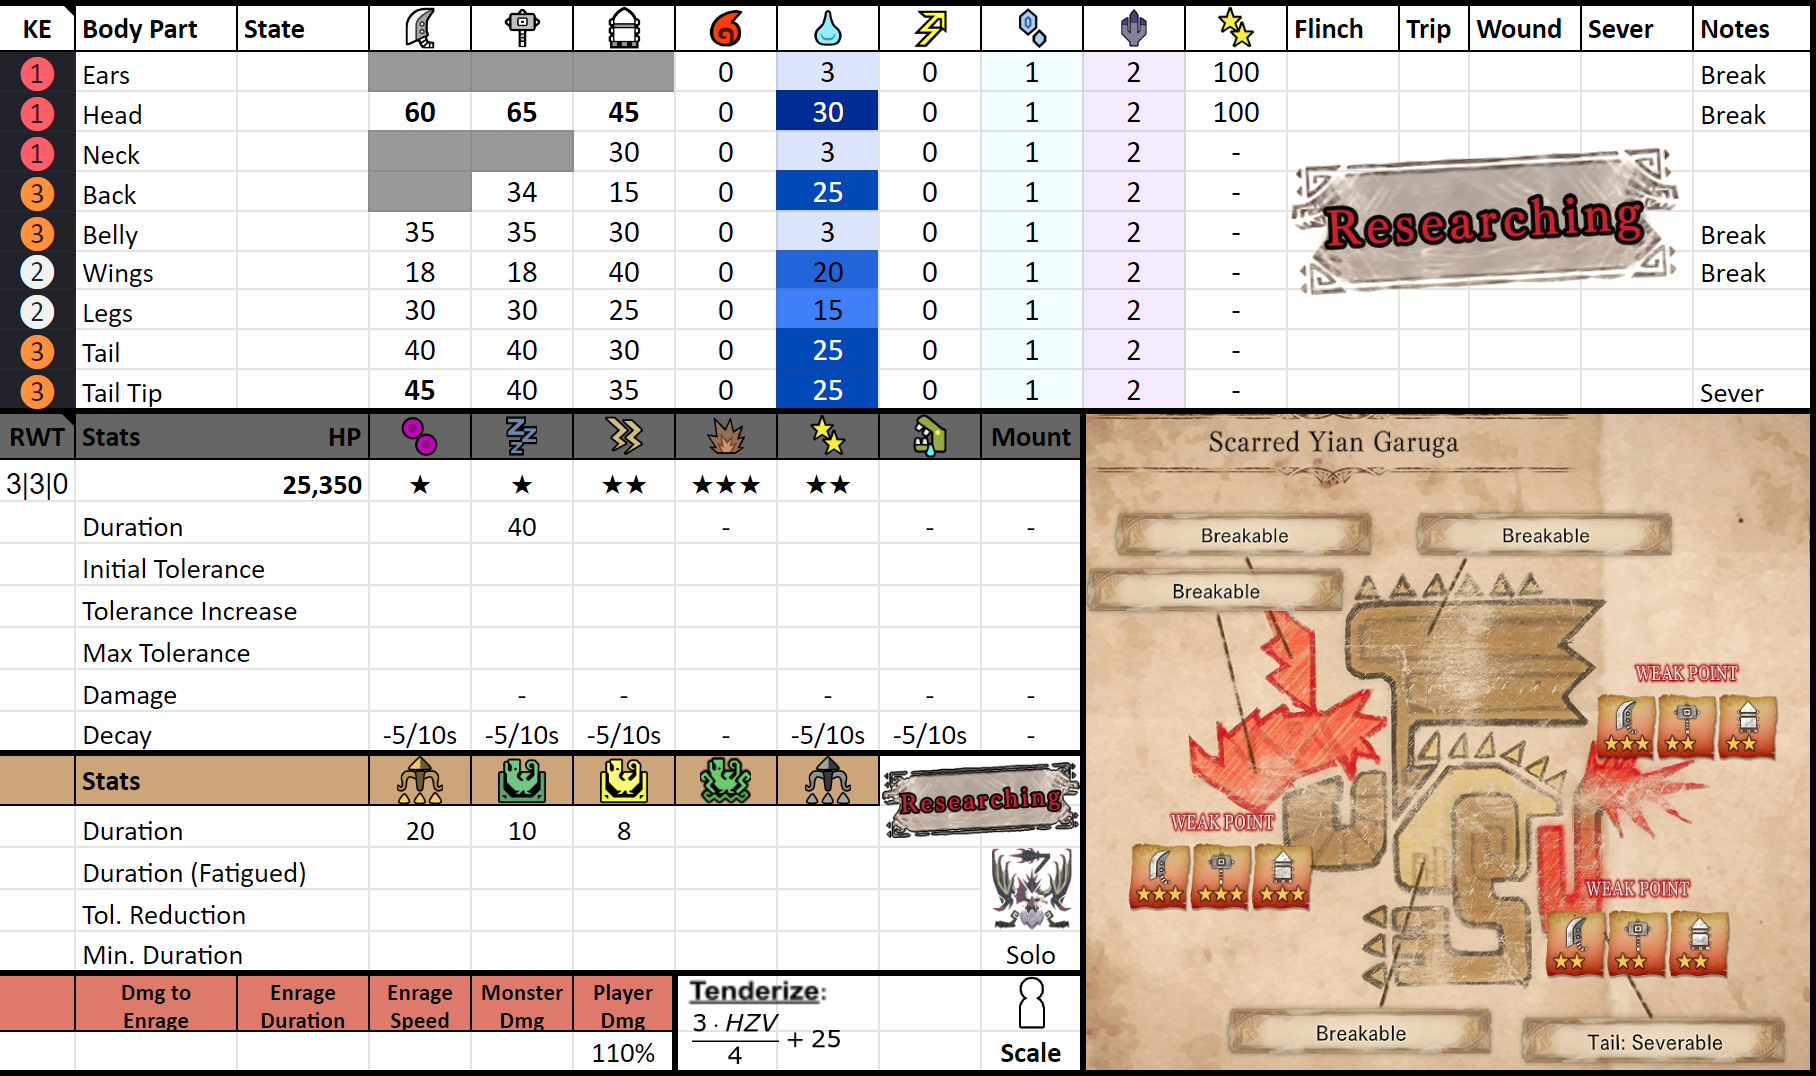 KE Body Part State Flinch Trip Wound Sever Notes
1 Ears 0 3 0 1 2 100 Break
1 Head 60 65 45 0 30 0 1 2 100 Break
1 Neck 30 0 3 0 1 2 -
3 Back 34 15 0 25 0 1 2 -
3 Belly 35 35 30 0 3 0 1 2 - Break
2 Wings 18 18 40 0 20 0 1 2 - Break
2 Legs 30 30 25 0 15 0 1 2 -
3 Tail 40 40 30 0 25 0 1 2 -
3 Tail Tip 45 40 35 0 25 0 1 2 - Sever
Researching
RWT Stats HP Mount
3|3|0 25,350 ★ ★ ★★ ★★★ ★★
Duration 40 - - -
Initial Tolerance
Tolerance Increase
Max Tolerance
Damage - - - - -
Decay -5/10s -5/10s -5/10s - -5/10s -5/10s -
Stats
Researching
Duration 20 10 8
Duration (Fatigued)
Tol. Reduction
Min. Duration
Solo
Dmg to Enrage
Enrage Duration
Enrage Speed
Monster Dmg
Player Dmg
110%
Tenderize:
3 · HZV
4
+ 25
Scale
Scarred Yian Garuga
Breakable
Breakable
Breakable
WEAK POINT
★★★ ★★ ★★
WEAK POINT
★★★ ★★★ ★★★
WEAK POINT
★★ ★★ ★★
Breakable
Tail: Severable